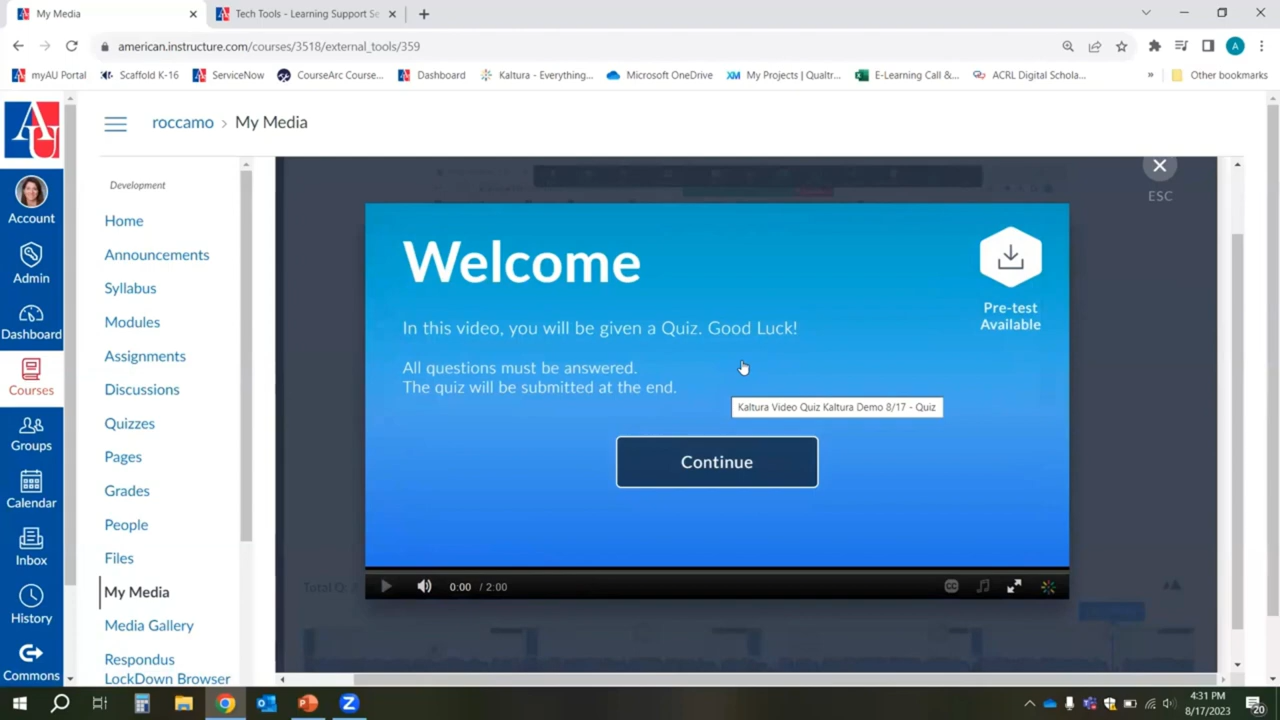 My Media
Tech Tools - Learning Support Se
american.instructure.com/courses/3518/external_tools/359
A
myAU Portal
Scaffold K-16
ServiceNow
CourseArc Course...
Dashboard
Kaltura - Everything...
Microsoft OneDrive
XM My Projects (Qualtr...
E-Learning Call &...
ACRL Digital Schola...
»
Other bookmarks
AU
roccamo > My Media
Account
Admin
Dashboard
Courses
Groups
Calendar
Inbox
History
Commons
Development
Home
Announcements
Syllabus
Modules
Assignments
Discussions
Quizzes
Pages
Grades
People
Files
My Media
Media Gallery
Respondus
LockDown Browser
ESC
Welcome
In this video, you will be given a Quiz. Good Luck!
All questions must be answered.
The quiz will be submitted at the end.
Pre-test
Available
Kaltura Video Quiz Kaltura Demo 8/17 - Quiz
Continue
0:00 / 2:00
CC
Total Q:
4:31 PM
8/17/2023
20